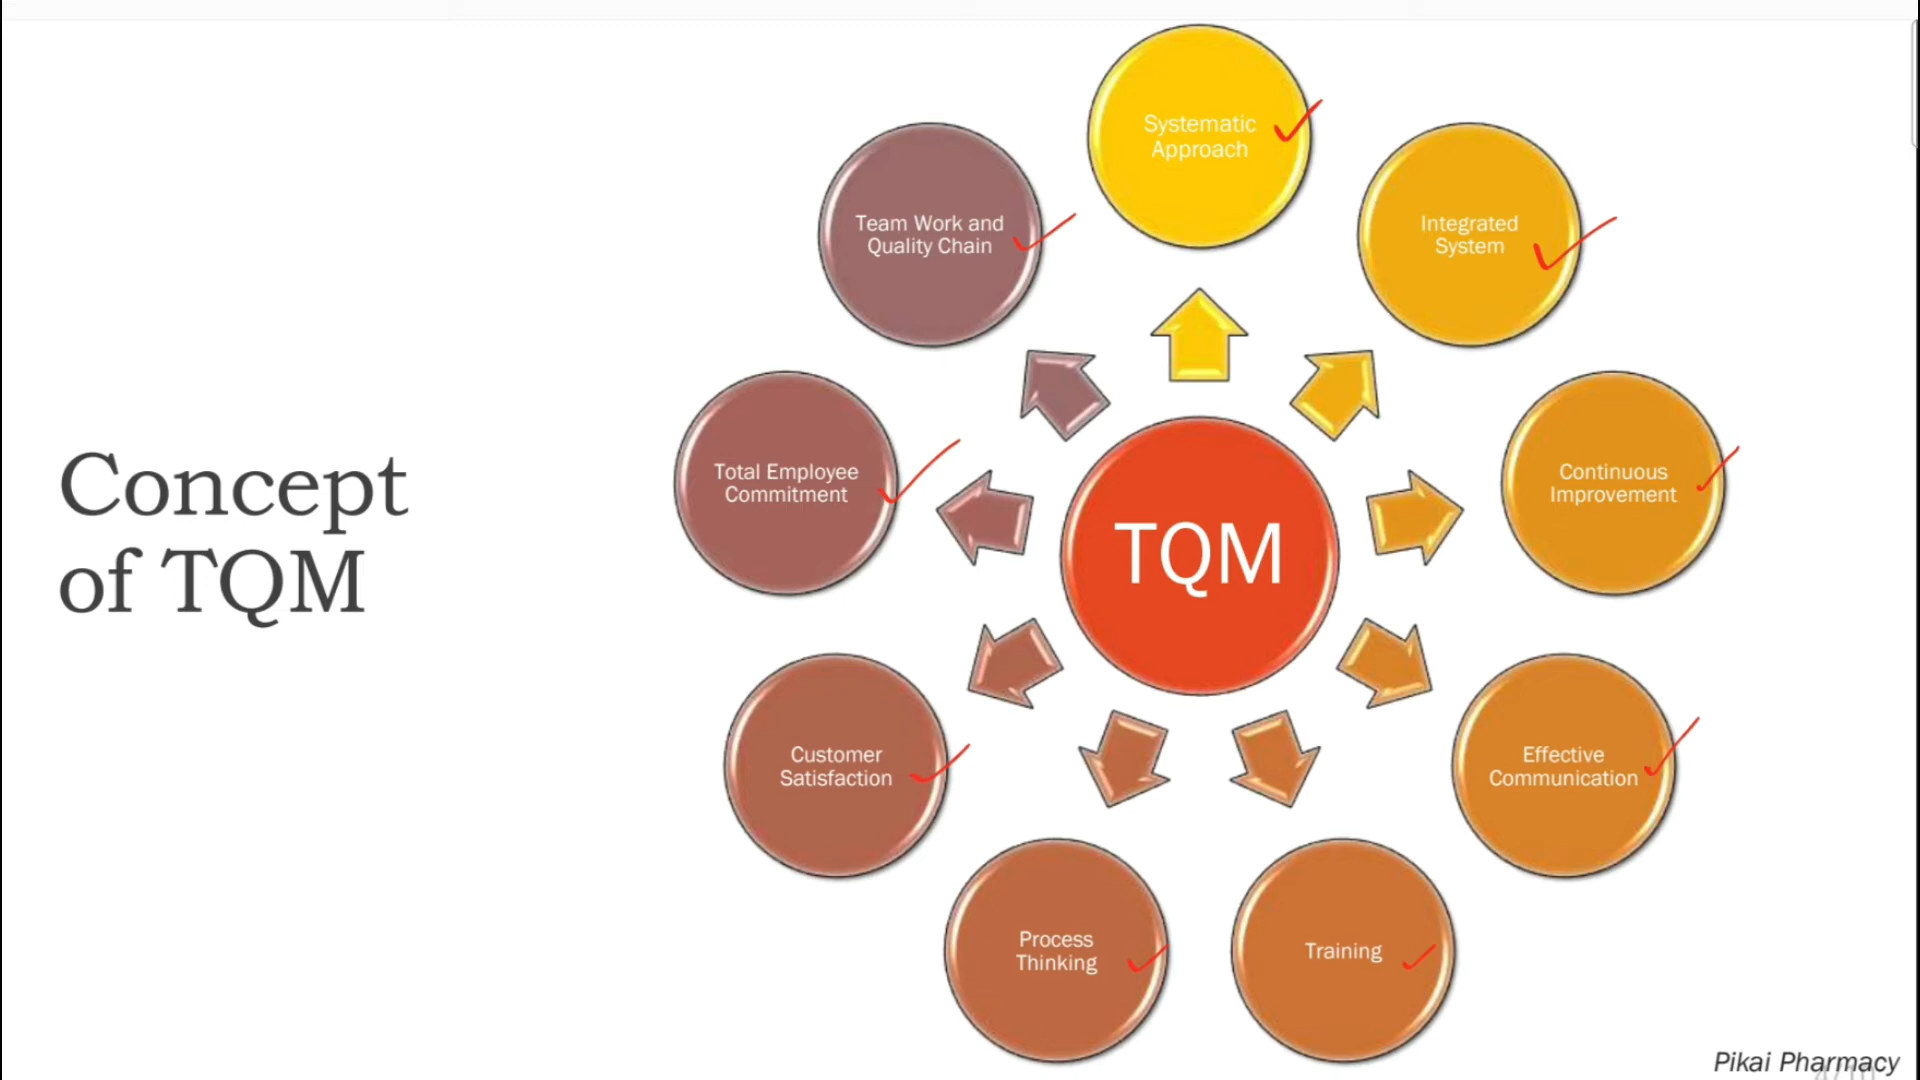 Concept
of TQM
Systematic
Approach
Integrated
System
Continuous
Improvement
Effective
Communication
Training
Process
Thinking
Customer
Satisfaction
Total Employee
Commitment
Team Work and
Quality Chain
TQM
Pikai Pharmacy